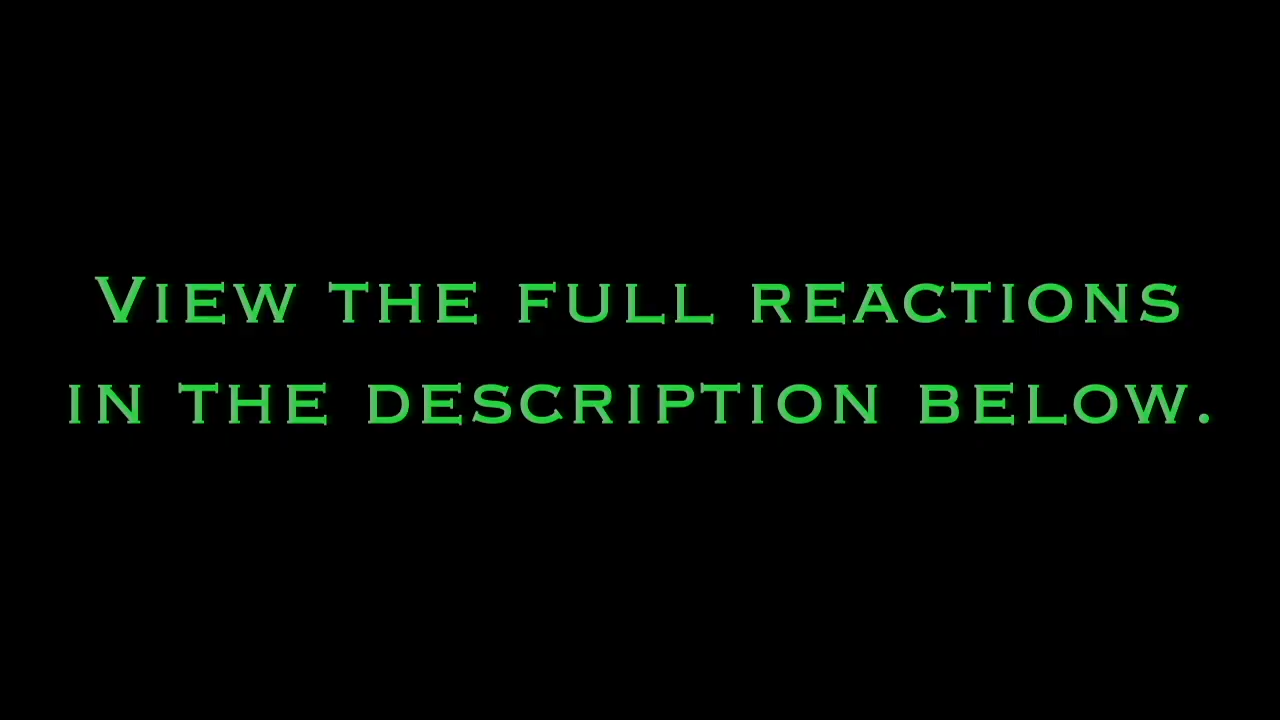 View the full reactions
in the description below.